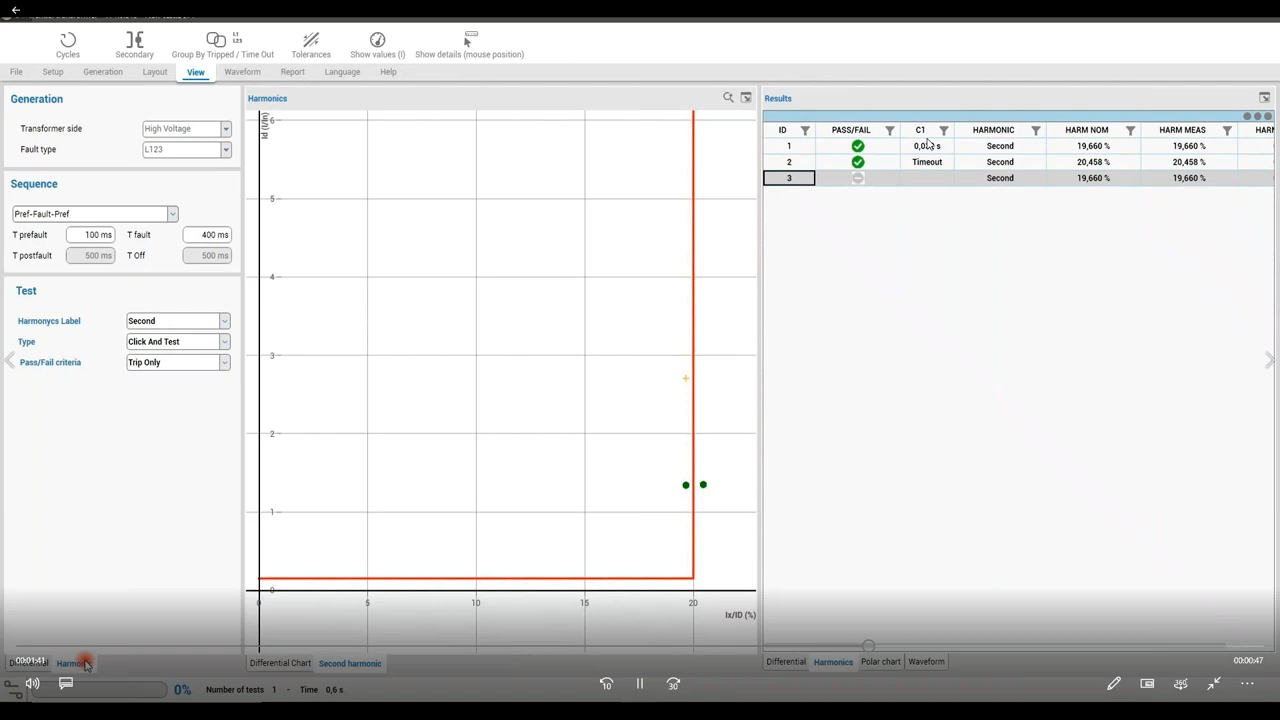 Cycles Secondary Group By Tripped / Time Out Tolerances Show values (I) Show details (mouse position)
File Setup Generation Layout View Waveform Report Language Help
Generation
Transformer side High Voltage
Fault type L123
Sequence
Pref-Fault-Pref
T prefault 100 ms T fault 400 ms
T postfault 500 ms T Off 500 ms
Test
Harmonycs Label Second
Type Click And Test
Pass/Fail criteria Trip Only
Harmonics
Id (I/In)
6
5
4
3
2
1
0
0 5 10 15 20
Ix/ID (%)
Results
ID PASS/FAIL C1 HARMONIC HARM NOM HARM MEAS
1 Second 19,660 % 19,660 %
2 Timeout Second 20,458 % 20,458 %
3 Second 19,660 % 19,660 %
00:01:41
Differential Chart Second harmonic
Differential Harmonics Polar chart Waveform
00:00:47
0% Number of tests 1 - Time 0,6 s
10 30 360